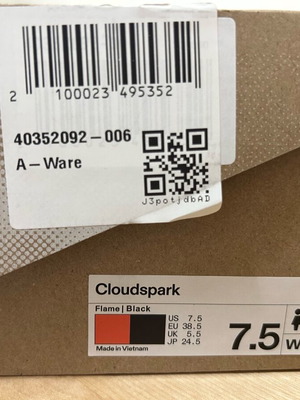 2 100023 495352
40352092-006
A-Ware
J3potjdbAD
Cloudspark
Flame | Black
US 7.5
EU 38.5
UK 5.5
JP 24.5
7.5 W
Made in Vietnam